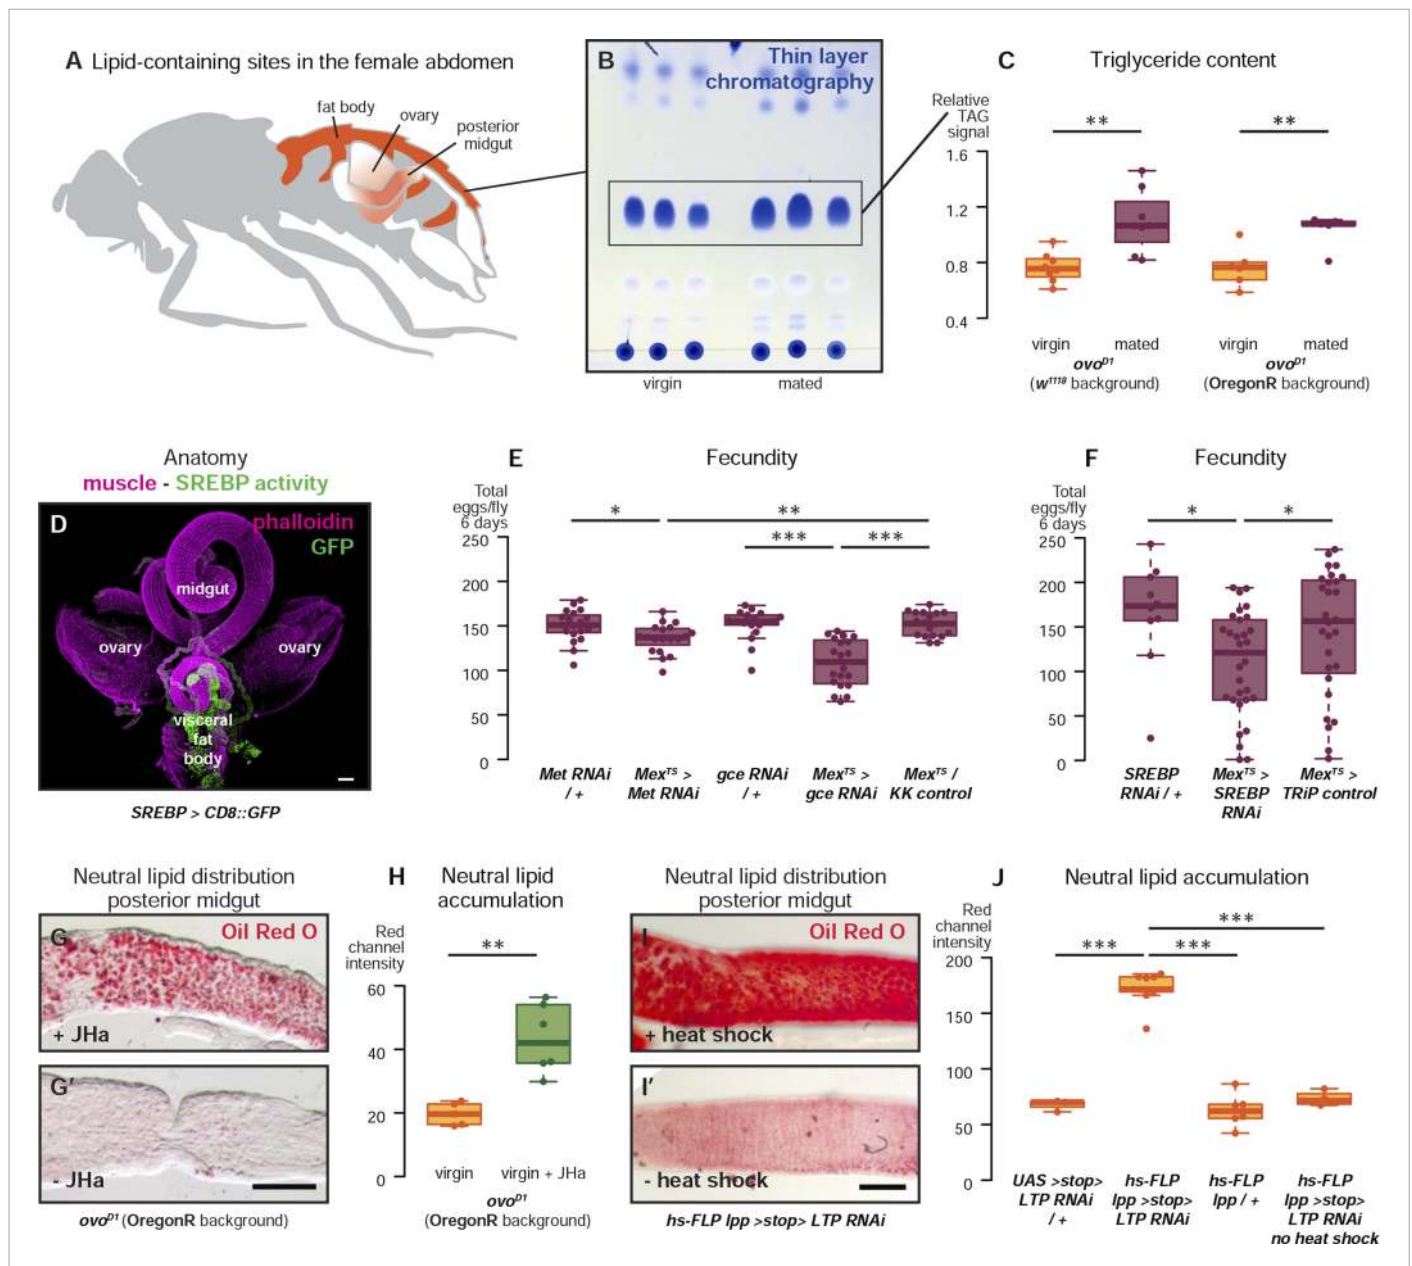 A Lipid-containing sites in the female abdomen
fat body
ovary
posterior
midgut
B
Thin layer
chromatography
virgin
mated
C
Triglyceride content
Relative
TAG
signal
**
**
1.6
1.2
0.8
0.4
virgin
mated
virgin
mated
ovoᴰ¹
(w¹¹¹⁸ background)
ovoᴰ¹
(OregonR background)
Anatomy
muscle - SREBP activity
D
phalloidin
GFP
midgut
ovary
ovary
visceral
fat
body
SREBP > CD8::GFP
E
Fecundity
Total
eggs/fly
6 days
*
**
***
***
250
200
150
100
50
0
Met RNAi
/ +
Mexᵀˢ >
Met RNAi
gce RNAi
/ +
Mexᵀˢ >
gce RNAi
Mexᵀˢ /
KK control
F
Fecundity
Total
eggs/fly
6 days
*
*
250
200
150
100
50
0
SREBP
RNAi / +
Mexᵀˢ >
SREBP
RNAi
Mexᵀˢ >
TRiP control
Neutral lipid distribution
posterior midgut
G
Oil Red O
+ JHa
G'
- JHa
ovoᴰ¹ (OregonR background)
H
Neutral lipid
accumulation
Red
channel
intensity
**
60
40
20
0
virgin
virgin + JHa
ovoᴰ¹
(OregonR background)
Neutral lipid distribution
posterior midgut
I
Oil Red O
+ heat shock
I'
- heat shock
hs-FLP lpp >stop> LTP RNAi
J
Neutral lipid accumulation
Red
channel
intensity
***
***
***
200
150
100
50
0
UAS >stop>
LTP RNAi
/ +
hs-FLP
lpp >stop>
LTP RNAi
hs-FLP
lpp / +
hs-FLP
lpp >stop>
LTP RNAi
no heat shock